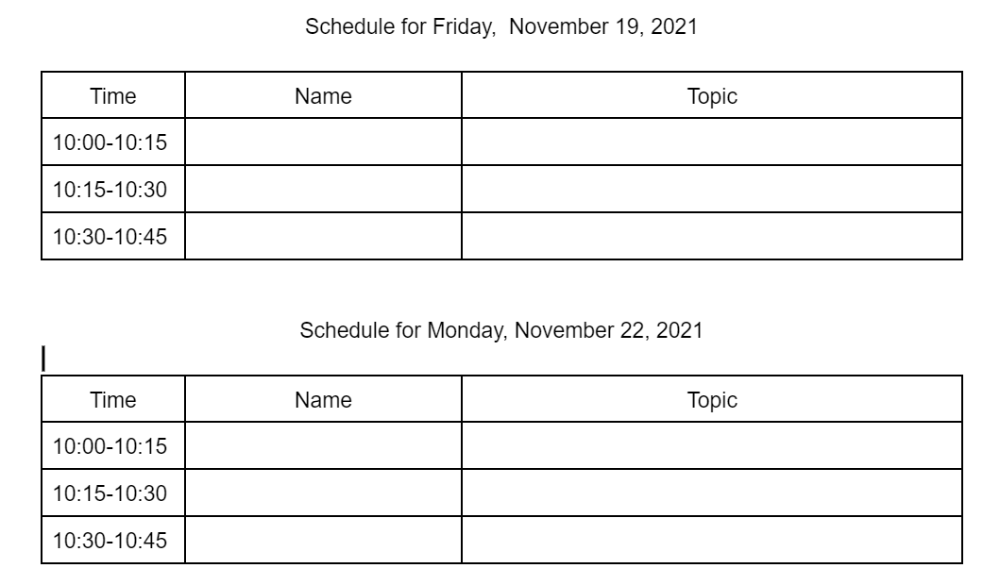 Schedule for Friday,  November 19, 2021
Time Name Topic
10:00-10:15
10:15-10:30
10:30-10:45
Schedule for Monday, November 22, 2021
Time Name Topic
10:00-10:15
10:15-10:30
10:30-10:45